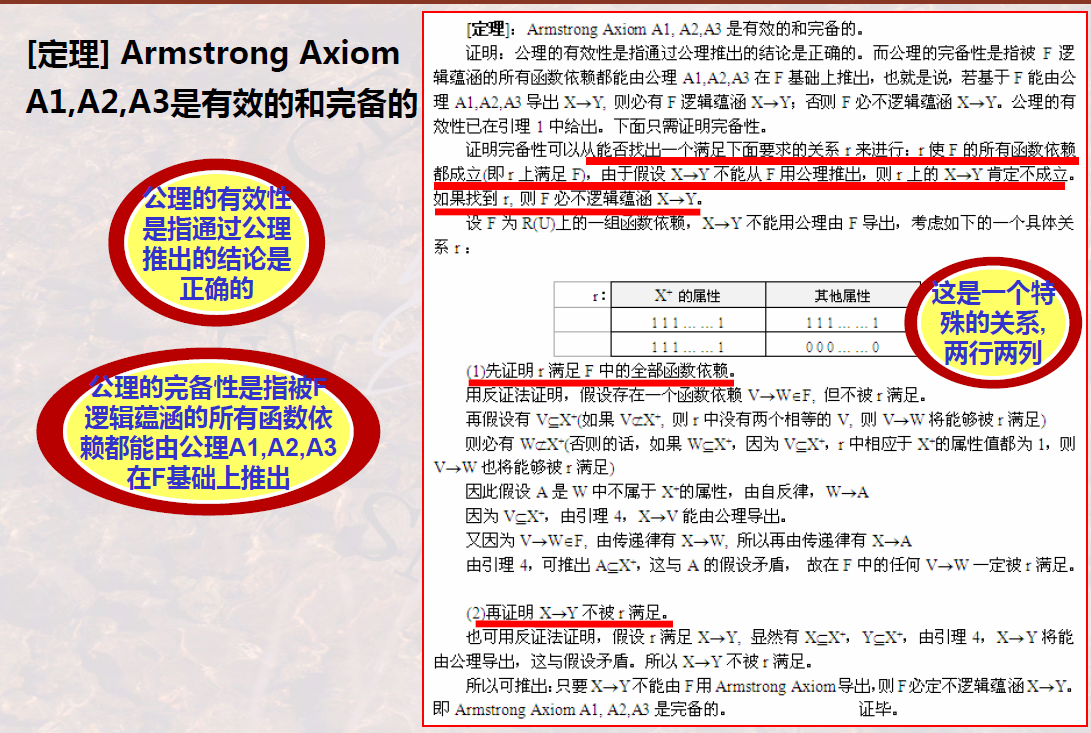 [定理] Armstrong Axiom
A1,A2,A3是有效的和完备的
公理的有效性
是指通过公理
推出的结论是
正确的
公理的完备性是指被F
逻辑蕴涵的所有函数依
赖都能由公理A1,A2,A3
在F基础上推出
[定理]：Armstrong Axiom A1, A2,A3 是有效的和完备的。
证明：公理的有效性是指通过公理推出的结论是正确的。而公理的完备性是指被 F 逻
辑蕴涵的所有函数依赖都能由公理 A1,A2,A3 在 F 基础上推出，也就是说，若基于 F 能由公
理 A1,A2,A3 导出 X→Y, 则必有 F 逻辑蕴涵 X→Y；否则 F 必不逻辑蕴涵 X→Y。公理的有
效性已在引理 1 中给出。下面只需证明完备性。
证明完备性可以从能否找出一个满足下面要求的关系 r 来进行：r 使 F 的所有函数依赖
都成立(即 r 上满足 F)，由于假设 X→Y 不能从 F 用公理推出，则 r 上的 X→Y 肯定不成立。
如果找到 r, 则 F 必不逻辑蕴涵 X→Y。
设 F 为 R(U)上的一组函数依赖，X→Y 不能用公理由 F 导出，考虑如下的一个具体关
系 r：
r： X⁺ 的属性 其他属性
1 1 1 … … 1 1 1 1 … … 1
1 1 1 … … 1 0 0 0 … … 0
这是一个特
殊的关系,
两行两列
(1)先证明 r 满足 F 中的全部函数依赖。
用反证法证明，假设存在一个函数依赖 V→W∈F, 但不被 r 满足。
再假设有 V⊆X⁺(如果 V⊄X⁺, 则 r 中没有两个相等的 V, 则 V→W 将能够被 r 满足)
则必有 W⊄X⁺(否则的话，如果 W⊆X⁺，因为 V⊆X⁺，r 中相应于 X⁺的属性值都为 1，则
V→W 也将能够被 r 满足)
因此假设 A 是 W 中不属于 X⁺的属性，由自反律，W→A
因为 V⊆X⁺，由引理 4，X→V 能由公理导出。
又因为 V→W∈F, 由传递律有 X→W, 所以再由传递律有 X→A
由引理 4，可推出 A⊆X⁺，这与 A 的假设矛盾， 故在 F 中的任何 V→W 一定被 r 满足。
(2)再证明 X→Y 不被 r 满足。
也可用反证法证明，假设 r 满足 X→Y, 显然有 X⊆X⁺，Y⊆X⁺，由引理 4，X→Y 将能
由公理导出，这与假设矛盾。所以 X→Y 不被 r 满足。
所以可推出：只要 X→Y不能由 F 用 Armstrong Axiom导出，则 F必定不逻辑蕴涵 X→Y。
即 Armstrong Axiom A1, A2,A3 是完备的。 证毕。